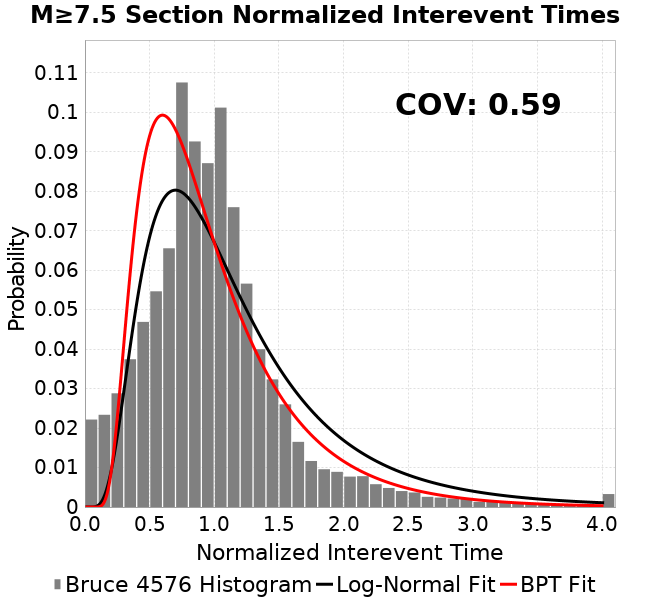 M≥7.5 Section Normalized Interevent Times
COV: 0.59
Probability
0.11
0.1
0.09
0.08
0.07
0.06
0.05
0.04
0.03
0.02
0.01
0
0.0 0.5 1.0 1.5 2.0 2.5 3.0 3.5 4.0
Normalized Interevent Time
Bruce 4576 Histogram Log-Normal Fit BPT Fit